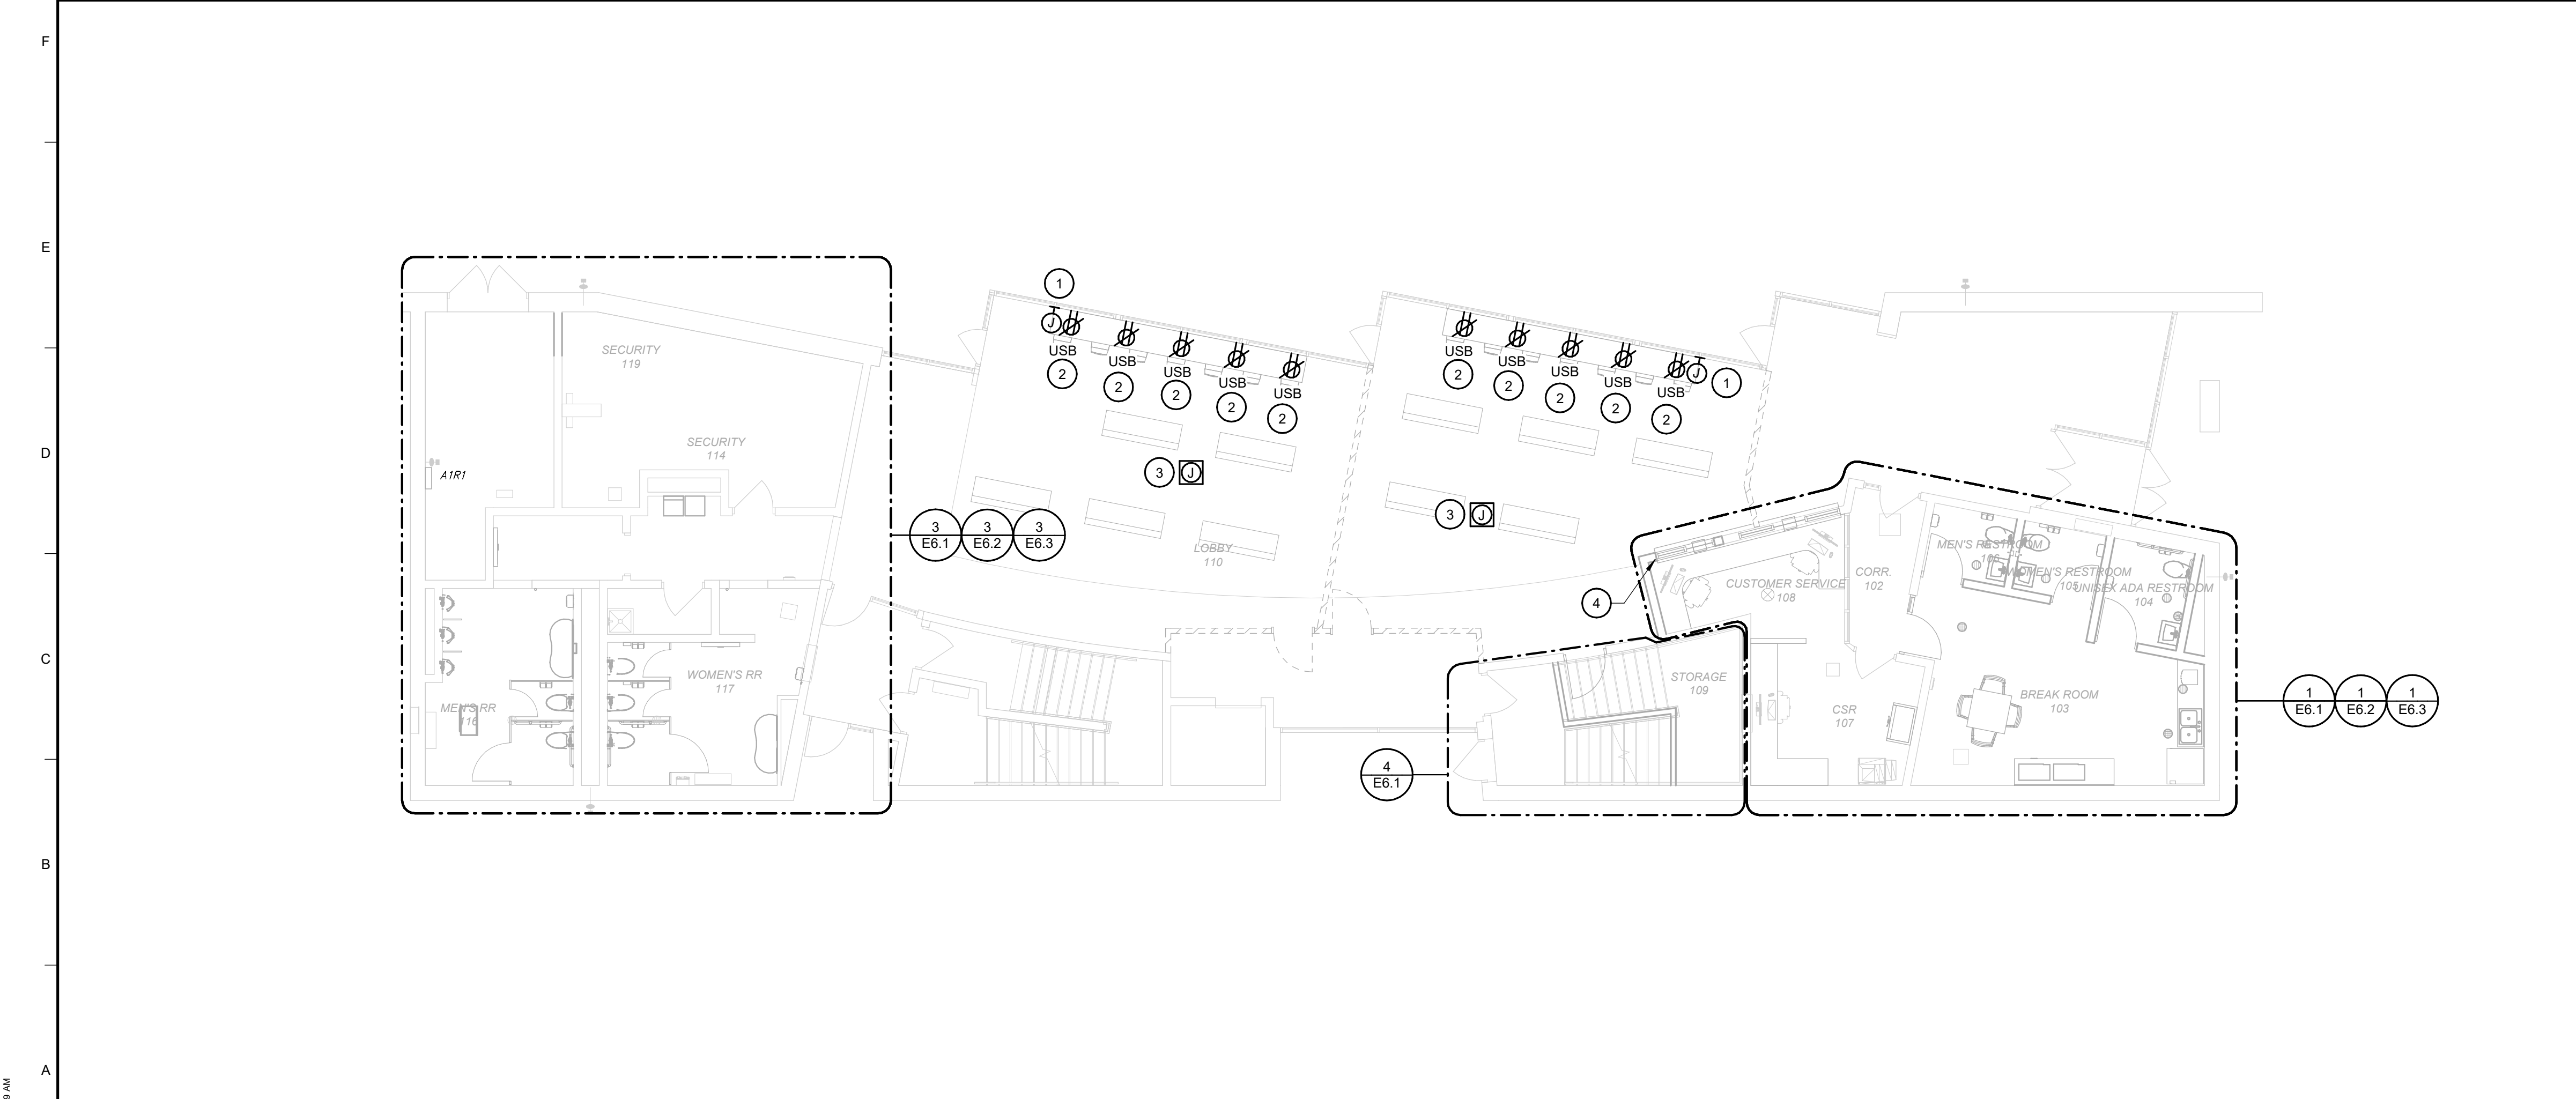 F
E
D
C
B
A
9 AM
1
J
USB
2
USB
2
USB
2
USB
2
USB
2
USB
2
USB
2
USB
2
USB
2
USB
2
J
1
SECURITY
119
SECURITY
114
A1R1
3
J
3
J
3
E6.1
3
E6.2
3
E6.3
LOBBY
110
4
CUSTOMER SERVICE
108
CORR.
102
MEN'S RESTROOM
106
WOMEN'S RESTROOM
105
UNISEX ADA RESTROOM
104
WOMEN'S RR
117
MEN'S RR
116
STORAGE
109
CSR
107
BREAK ROOM
103
1
E6.1
1
E6.2
1
E6.3
4
E6.1